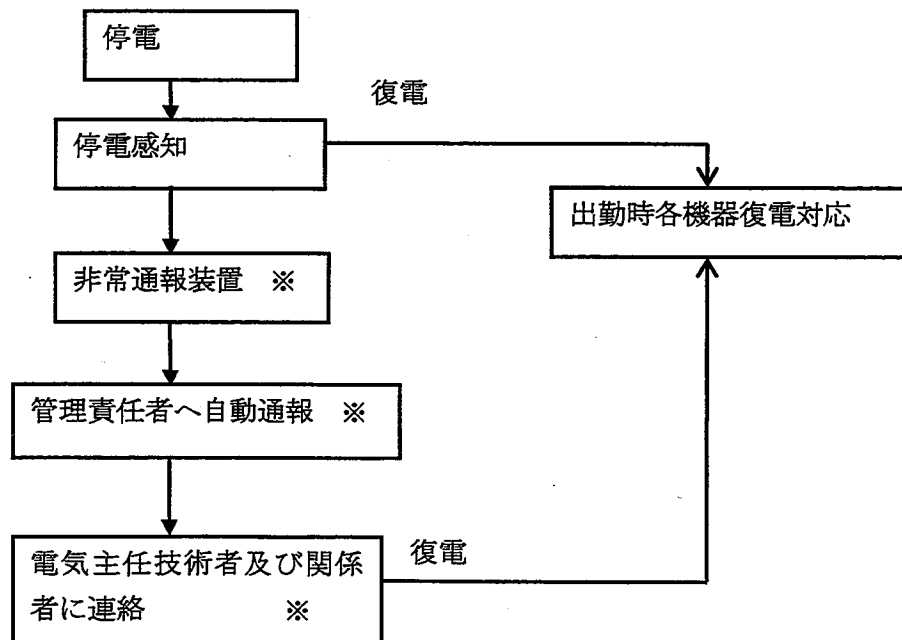 停電
復電
停電感知
出勤時各機器復電対応
非常通報装置　※
管理責任者へ自動通報　※
電気主任技術者及び関係
者に連絡　※
復電